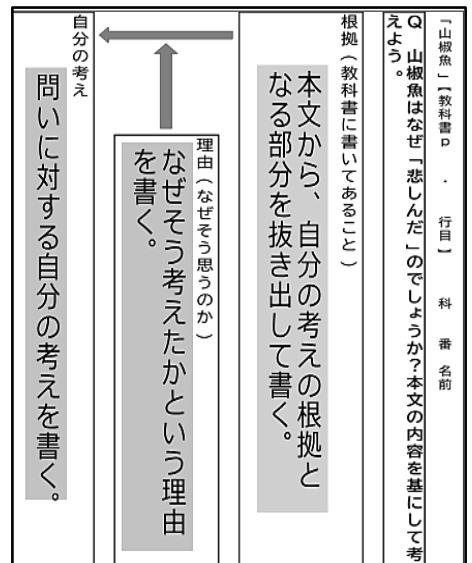 「山椒魚」【教科書p　.　行目】　科　番　名前
Q　山椒魚はなぜ「悲しんだ」のでしょうか？本文の内容を基にして考
えよう。
根拠（教科書に書いてあること）
本文から、自分の考えの根拠と
なる部分を抜き出して書く。
理由（なぜそう思うのか）
なぜそう考えたかという理由
を書く。
自分の考え
問いに対する自分の考えを書く。